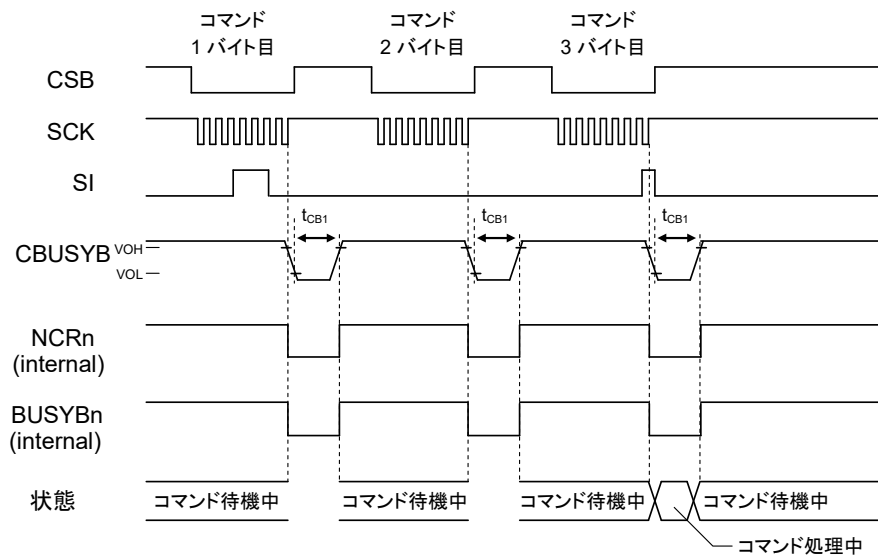 コマンド
1 バイト目
コマンド
2 バイト目
コマンド
3 バイト目
CSB
SCK
SI
tCB1
tCB1
tCB1
CBUSYB
VOH
VOL
NCRn
(internal)
BUSYBn
(internal)
状態
コマンド待機中
コマンド待機中
コマンド待機中
コマンド待機中
コマンド処理中